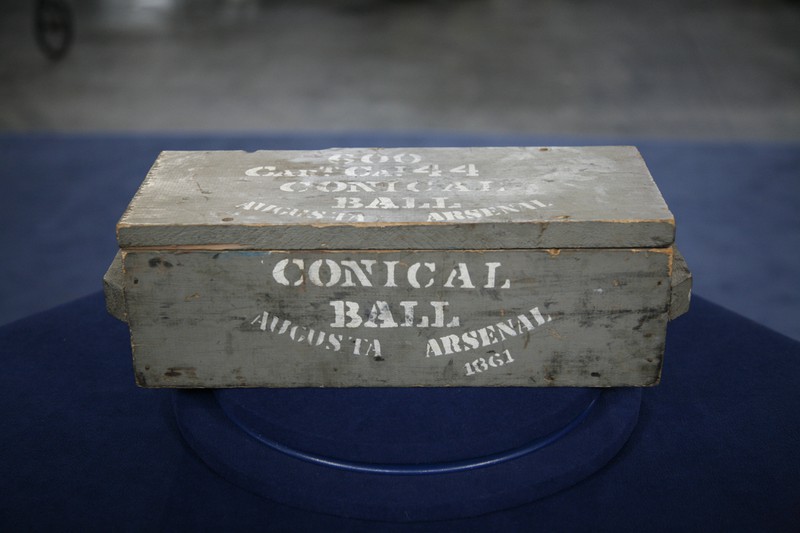 600
CART CAL 44
CONICAL
BALL
AUGUSTA ARSENAL
CONICAL
BALL
AUGUSTA ARSENAL
1861